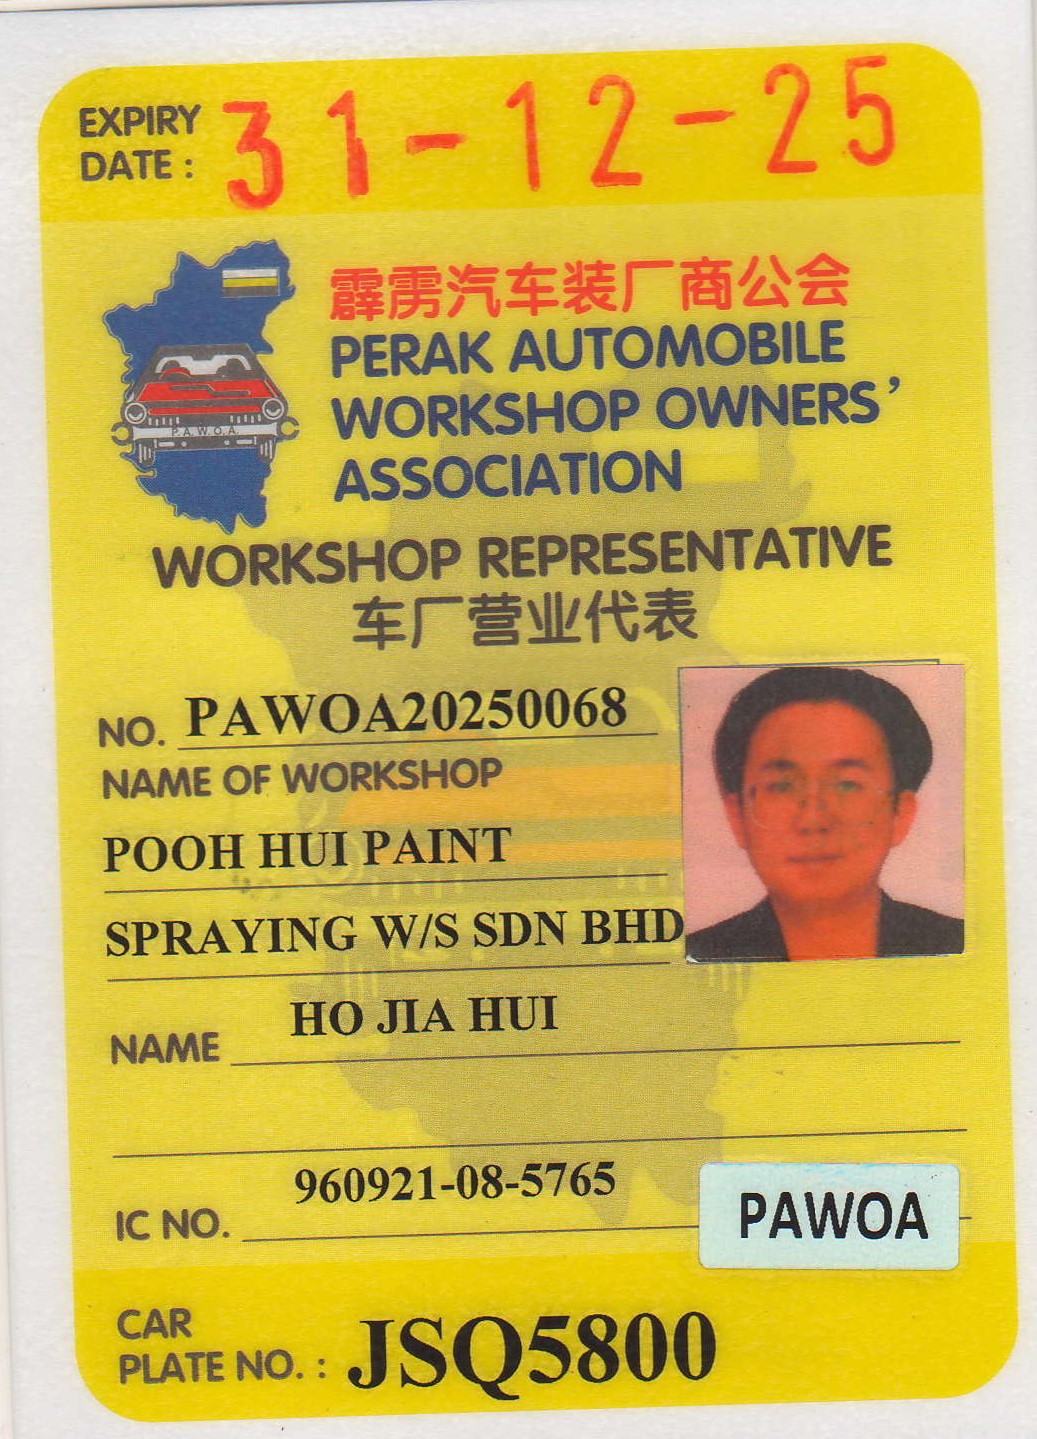 EXPIRY
DATE : 31-12-25
霹雳汽车装厂商公会
PERAK AUTOMOBILE
WORKSHOP OWNERS'
ASSOCIATION
P.A.W.O.A.
WORKSHOP REPRESENTATIVE
车厂营业代表
NO. PAWOA20250068
NAME OF WORKSHOP
POOH HUI PAINT
SPRAYING W/S SDN BHD
NAME HO JIA HUI
IC NO. 960921-08-5765
PAWOA
CAR
PLATE NO. : JSQ5800